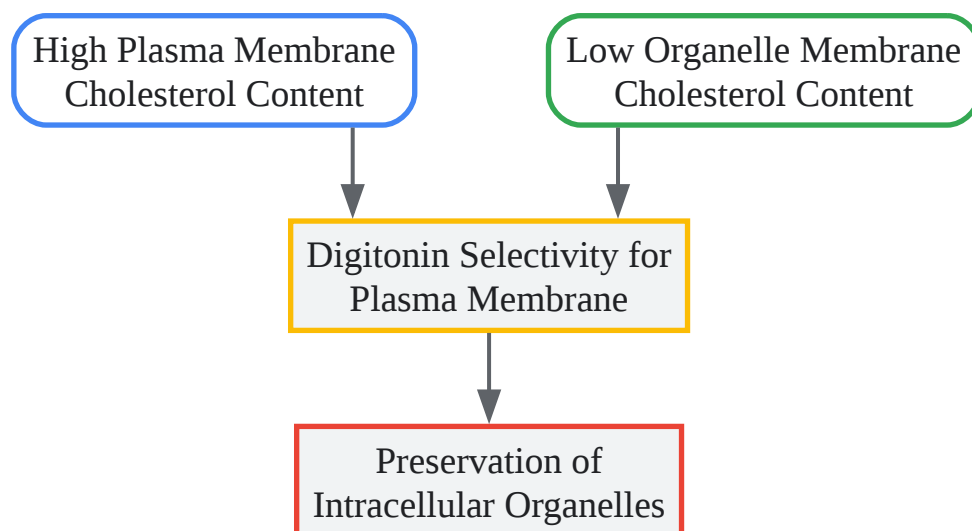 High Plasma Membrane
Cholesterol Content
Low Organelle Membrane
Cholesterol Content
Digitonin Selectivity for
Plasma Membrane
Preservation of
Intracellular Organelles